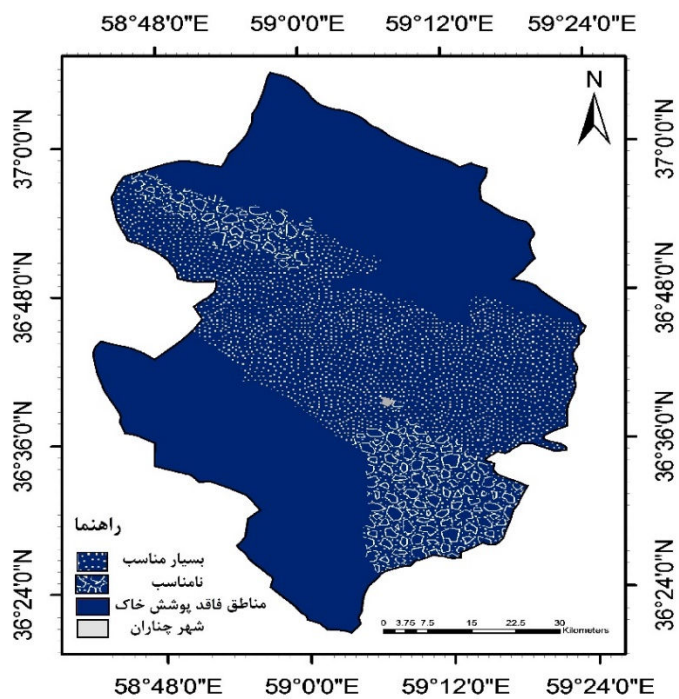 58°48'0"E 59°0'0"E 59°12'0"E 59°24'0"E
N
37°0'0"N 37°0'0"N
36°48'0"N 36°48'0"N
36°36'0"N 36°36'0"N
36°24'0"N 36°24'0"N
راهنما
بسیار مناسب
نامناسب
مناطق فاقد پوشش خاک
شهر چناران
0 3.75 7.5 15 22.5 30
Kilometers
58°48'0"E 59°0'0"E 59°12'0"E 59°24'0"E